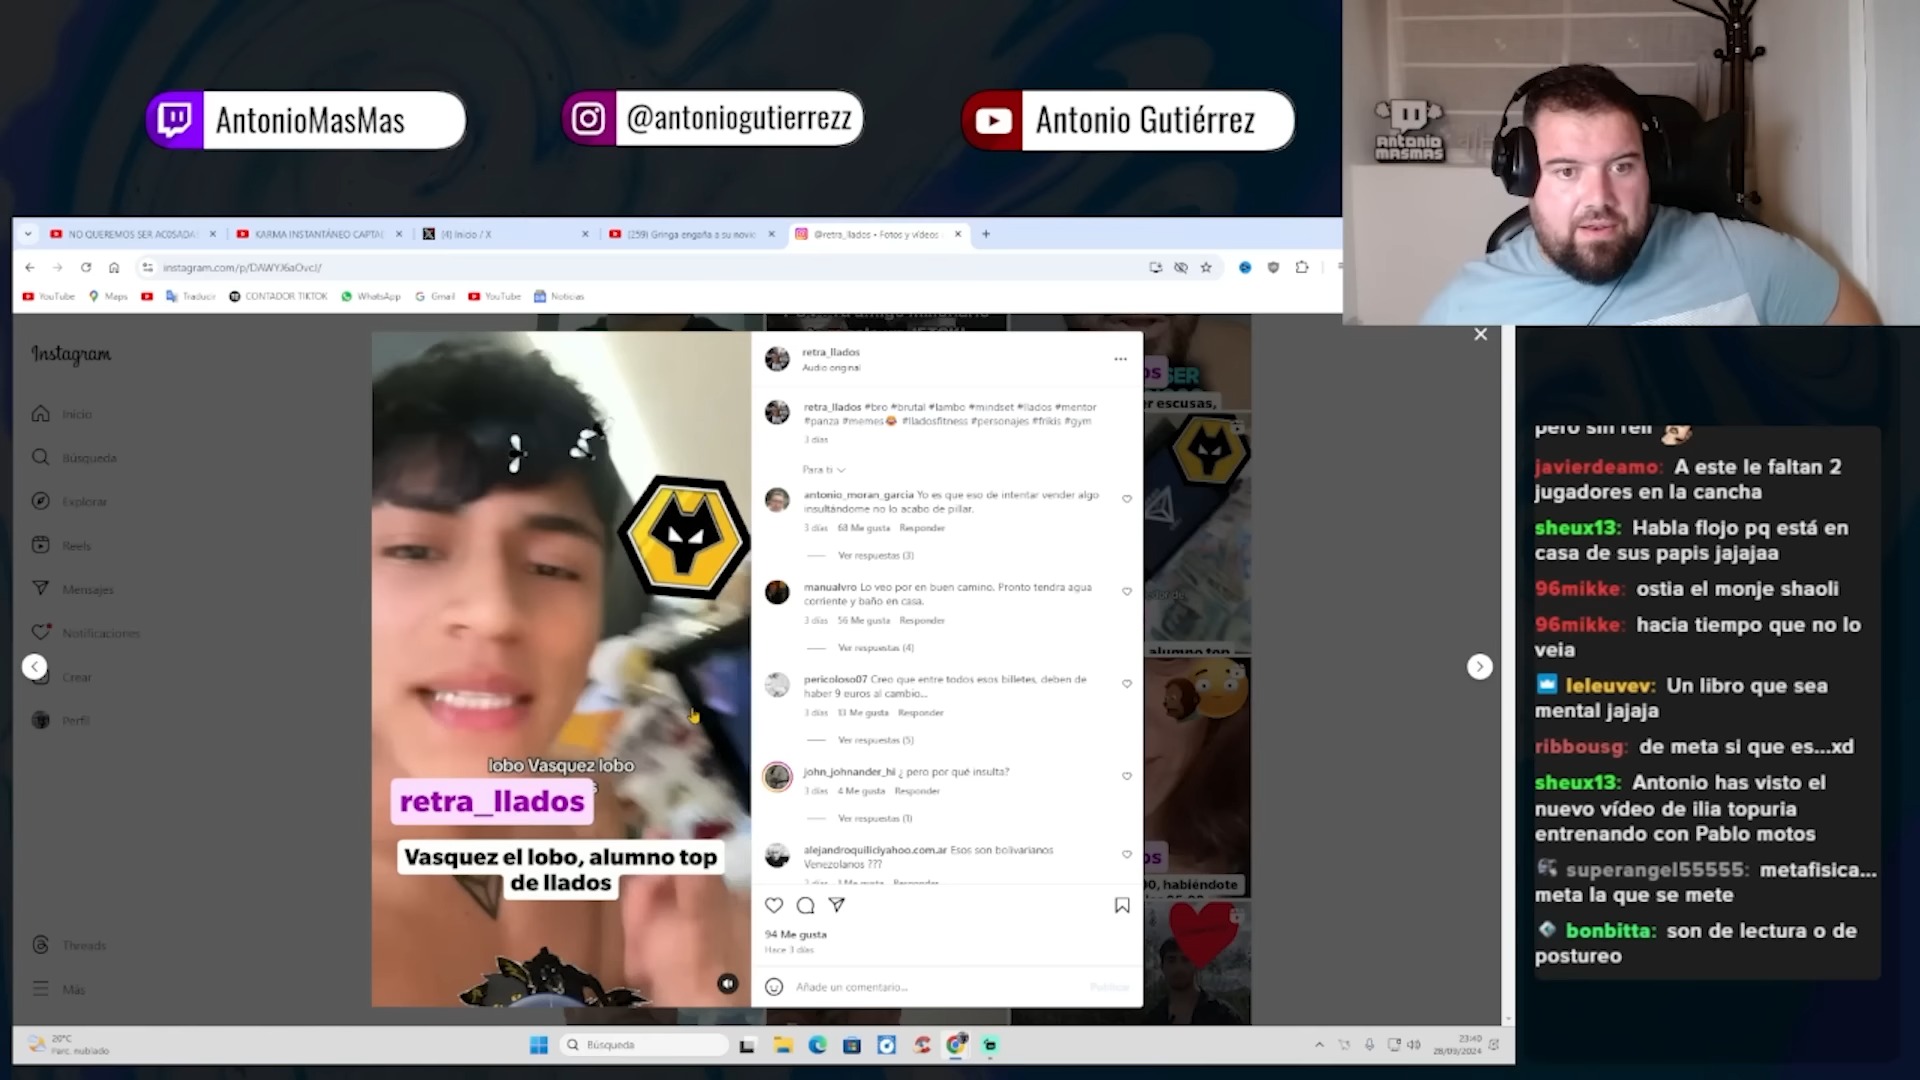 AntonioMasMas
@antoniogutierrezz
Antonio Gutiérrez
Antonio
MASMAS
NO QUEREMOS SER ACOSADA
KARMA INSTANTÁNEO CAPTA
(4) Inicio / X
(259) Gringa engaña a su novio
@retra_llados • Fotos y vídeos
instagram.com/p/DAWYJ6aOvcJ/
YouTube
Maps
Traducir
CONTADOR TIKTOK
WhatsApp
Gmail
YouTube
Noticias
Instagram
Inicio
Búsqueda
Explorar
Reels
Mensajes
Notificaciones
Crear
Perfil
Threads
Más
lobo Vasquez lobo
retra_llados
Vasquez el lobo, alumno top
de llados
retra_llados
Audio original
retra_llados #bro #brutal #lambo #mindset #llados #mentor
#panza #memes #lladosfitness #personajes #frikis #gym
3 días
Para ti
antonio_moran_garcia Yo es que eso de intentar vender algo
insultándome no lo acabo de pillar.
3 días 68 Me gusta Responder
Ver respuestas (3)
manualvro Lo veo por en buen camino. Pronto tendra agua
corriente y baño en casa.
3 días 56 Me gusta Responder
Ver respuestas (4)
pericoloso07 Creo que entre todos esos billetes, deben de
haber 9 euros al cambio...
3 días 13 Me gusta Responder
Ver respuestas (5)
john_johnander_hi ¿ pero por qué insulta?
3 días 4 Me gusta Responder
Ver respuestas (1)
alejandroquiliciyahoo.com.ar Esos son bolivarianos
Venezolanos ???
94 Me gusta
Hace 3 días
Añade un comentario...
Publicar
SER
r escusas,
alumno top
00, habiéndote
javierdeamo: A este le faltan 2
jugadores en la cancha
sheux13: Habla flojo pq está en
casa de sus papis jajajaa
96mikke: ostia el monje shaoli
96mikke: hacia tiempo que no lo
veia
leleuvev: Un libro que sea
mental jajaja
ribbousg: de meta si que es...xd
sheux13: Antonio has visto el
nuevo vídeo de ilia topuria
entrenando con Pablo motos
superangel55555: metafisica...
meta la que se mete
bonbitta: son de lectura o de
postureo
20°C
Parc. nublado
Búsqueda
23:40
28/09/2024